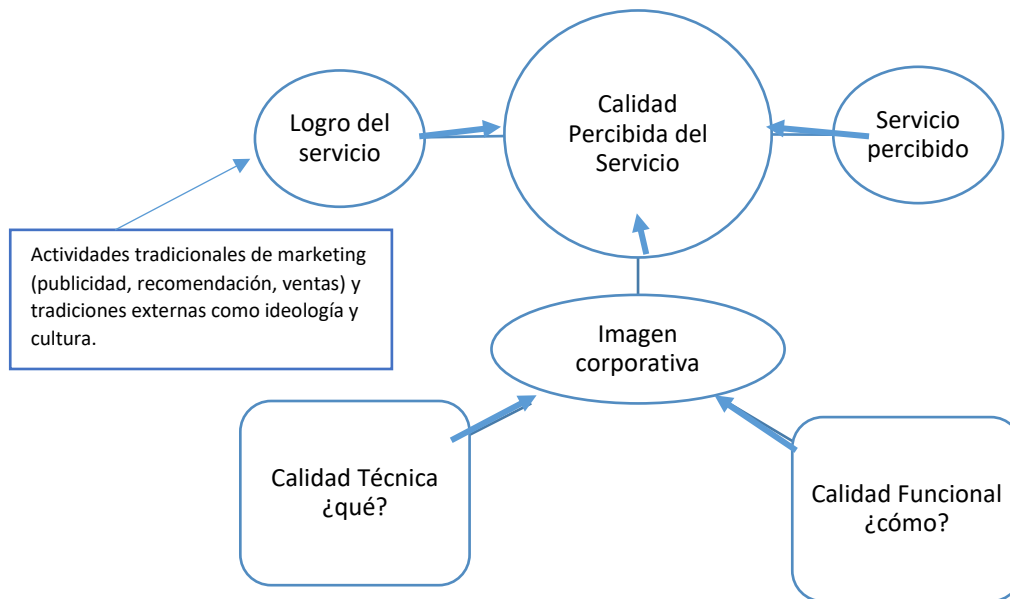 Calidad
Percibida del
Servicio
Logro del
servicio
Servicio
percibido
Actividades tradicionales de marketing
(publicidad, recomendación, ventas) y
tradiciones externas como ideología y
cultura.
Imagen
corporativa
Calidad Técnica
¿qué?
Calidad Funcional
¿cómo?